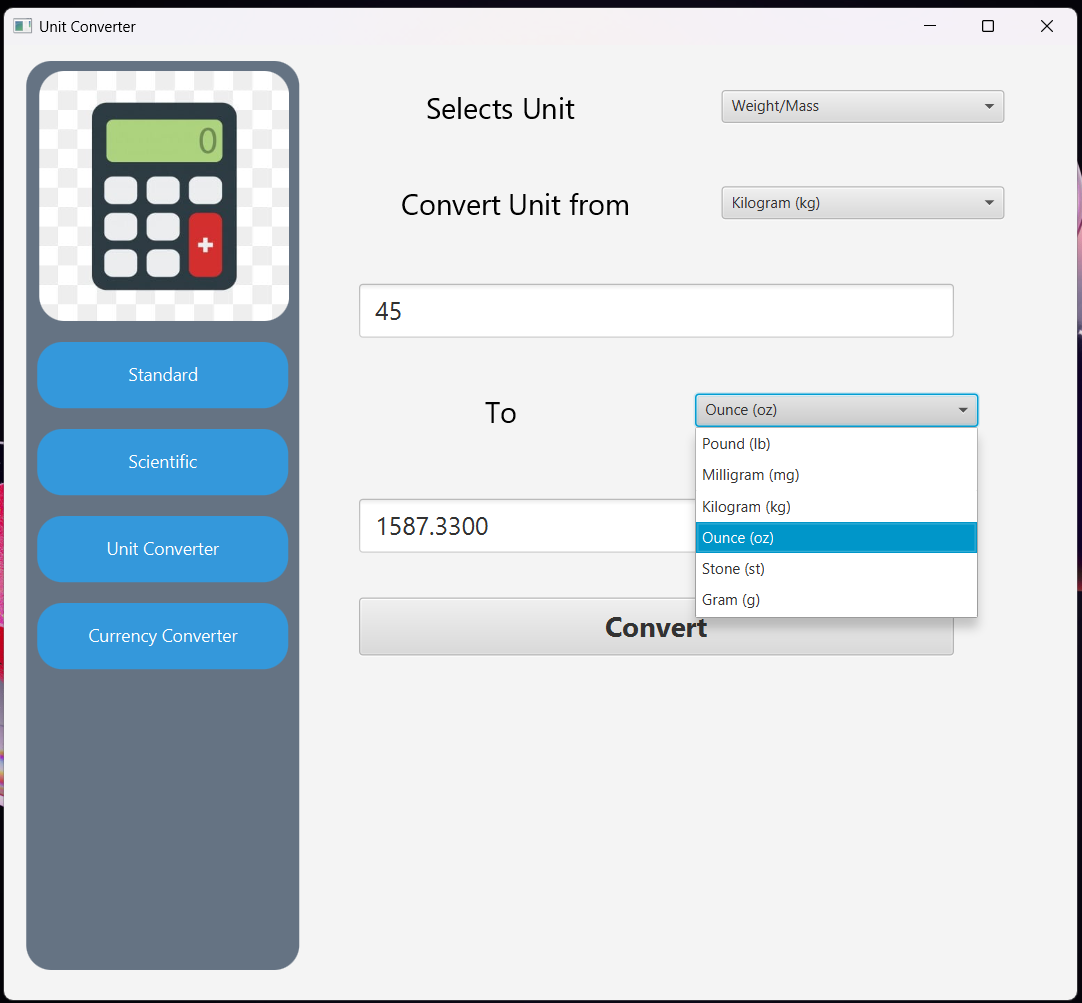 Unit Converter
0
+
Standard
Scientific
Unit Converter
Currency Converter
Selects Unit
Weight/Mass
Convert Unit from
Kilogram (kg)
45
To
Ounce (oz)
Pound (lb)
Milligram (mg)
Kilogram (kg)
Ounce (oz)
Stone (st)
Gram (g)
1587.3300
Convert